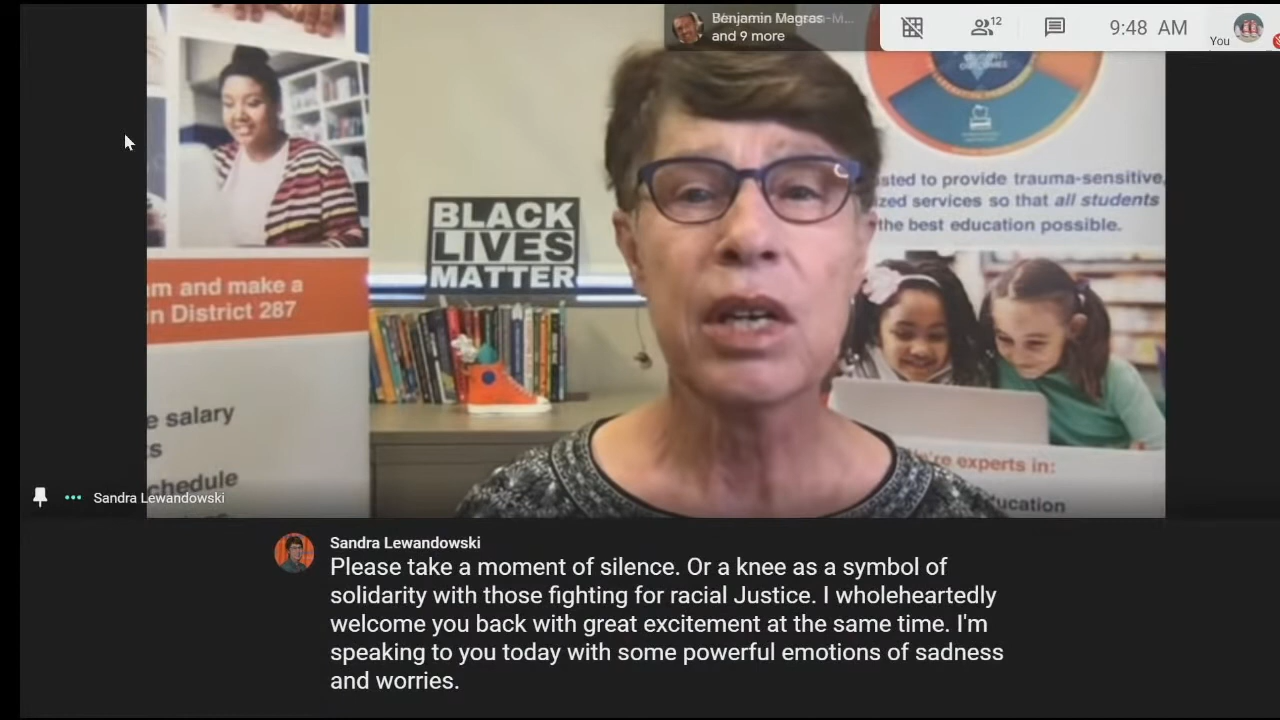 Benjamin Magras
and 9 more
12
9:48 AM
You
OUTCOMES
sted to provide trauma-sensitive,
zed services so that all students
the best education possible.
BLACK
LIVES
MATTER
m and make a
in District 287
e salary
s
chedule
We're experts in:
ucation
Sandra Lewandowski
Sandra Lewandowski
Please take a moment of silence. Or a knee as a symbol of
solidarity with those fighting for racial Justice. I wholeheartedly
welcome you back with great excitement at the same time. I'm
speaking to you today with some powerful emotions of sadness
and worries.